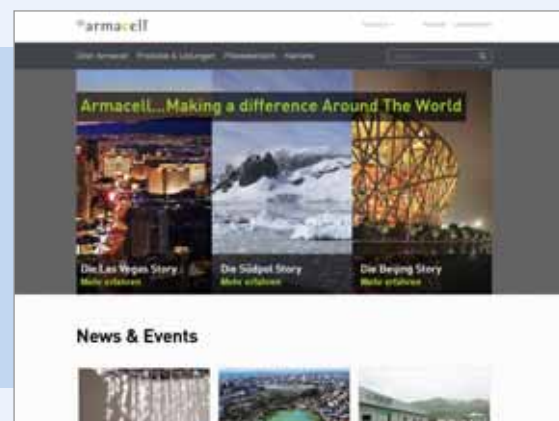 armacell
Über Armacell Produkte & Lösungen Pressebereich Karriere
Armacell...Making a difference Around The World
Die Las Vegas Story
Mehr erfahren
Die Südpol Story
Mehr erfahren
Die Beijing Story
Mehr erfahren
News & Events